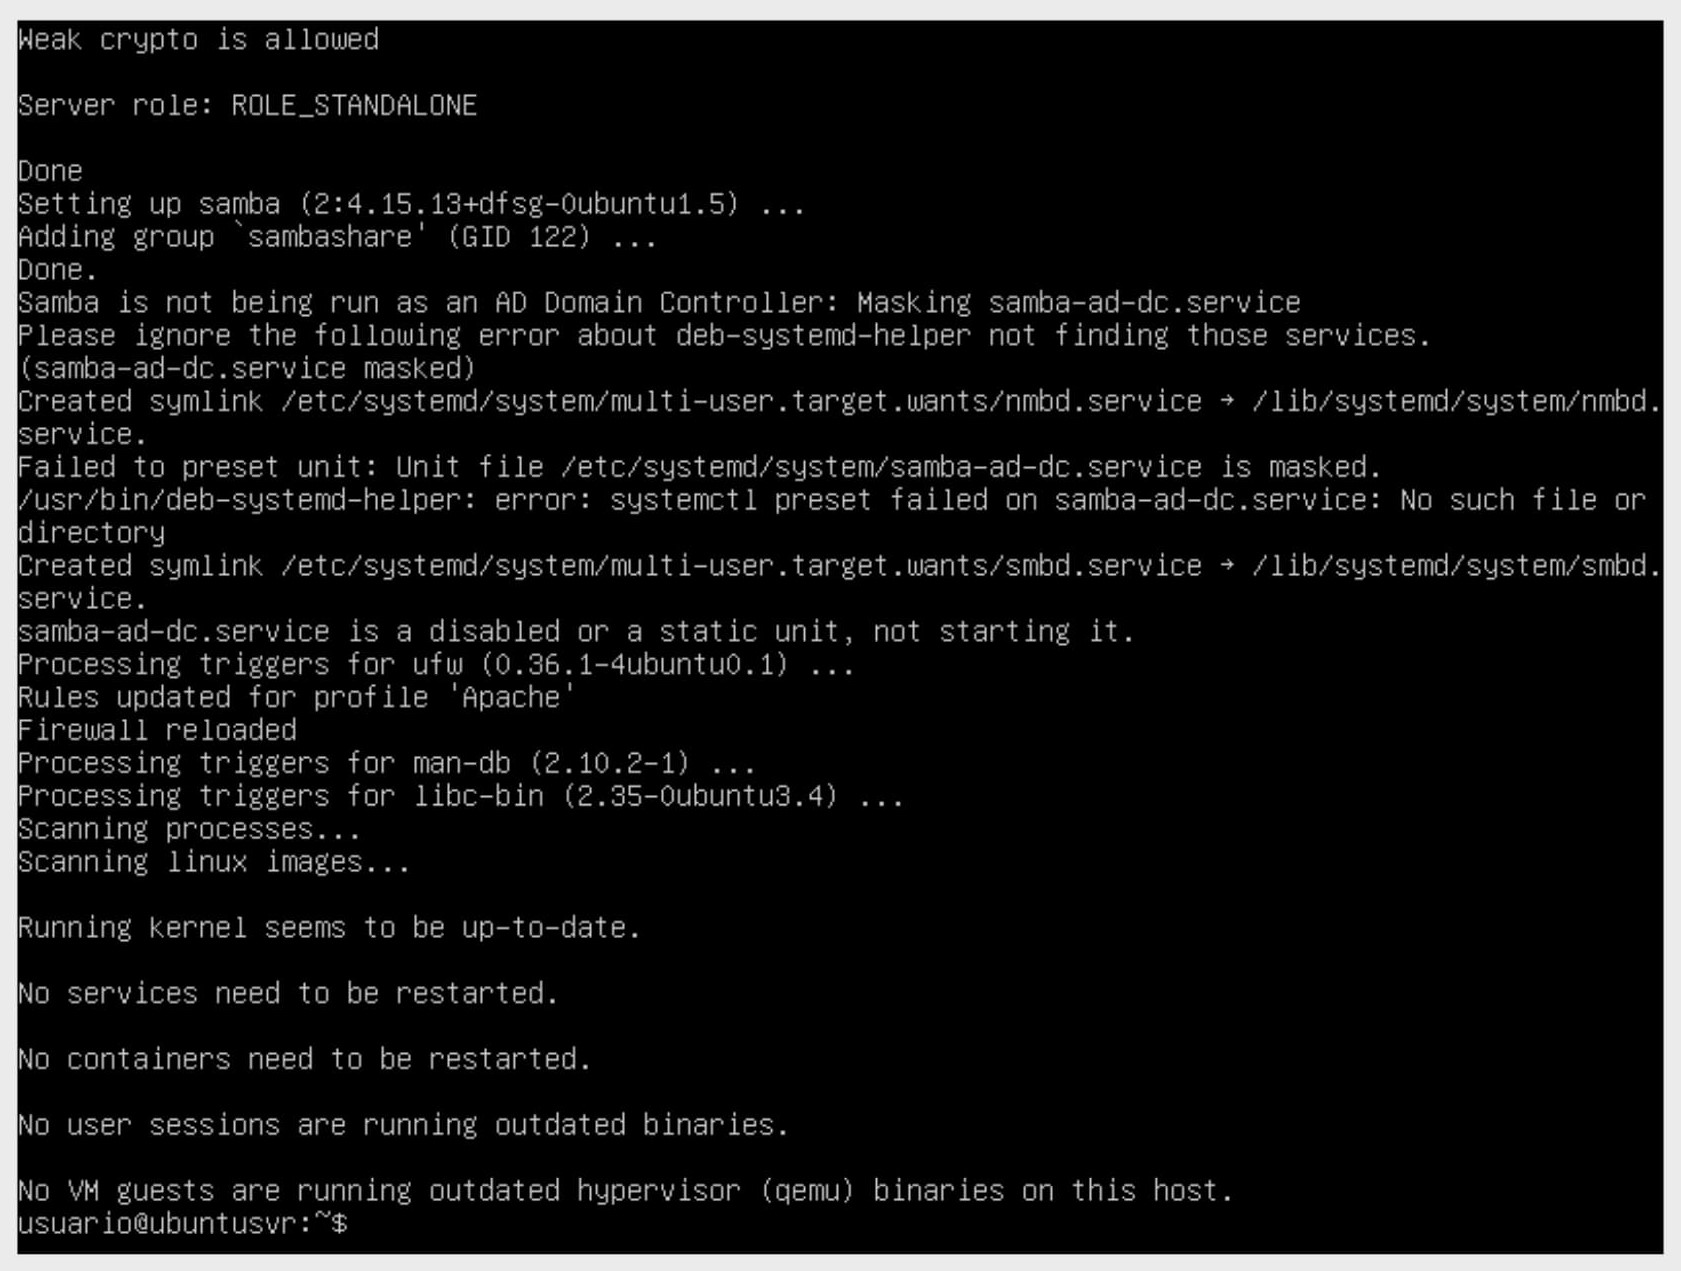 Weak crypto is allowed
Server role: ROLE_STANDALONE
Done
Setting up samba (2:4.15.13+dfsg-0ubuntu1.5) ...
Adding group `sambashare' (GID 122) ...
Done.
Samba is not being run as an AD Domain Controller: Masking samba-ad-dc.service
Please ignore the following error about deb-systemd-helper not finding those services.
(samba-ad-dc.service masked)
Created symlink /etc/systemd/system/multi-user.target.wants/nmbd.service → /lib/systemd/system/nmbd.
service.
Failed to preset unit: Unit file /etc/systemd/system/samba-ad-dc.service is masked.
/usr/bin/deb-systemd-helper: error: systemctl preset failed on samba-ad-dc.service: No such file or
directory
Created symlink /etc/systemd/system/multi-user.target.wants/smbd.service → /lib/systemd/system/smbd.
service.
samba-ad-dc.service is a disabled or a static unit, not starting it.
Processing triggers for ufw (0.36.1-4ubuntu0.1) ...
Rules updated for profile 'Apache'
Firewall reloaded
Processing triggers for man-db (2.10.2-1) ...
Processing triggers for libc-bin (2.35-0ubuntu3.4) ...
Scanning processes...
Scanning linux images...
Running kernel seems to be up-to-date.
No services need to be restarted.
No containers need to be restarted.
No user sessions are running outdated binaries.
No VM guests are running outdated hypervisor (qemu) binaries on this host.
usuario@ubuntusvr:~$